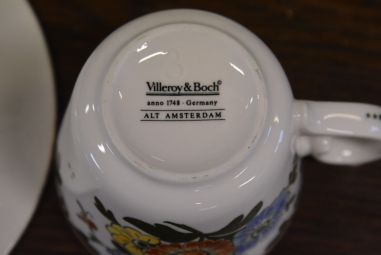 Villeroy & Boch©
anno 1748 · Germany
ALT AMSTERDAM